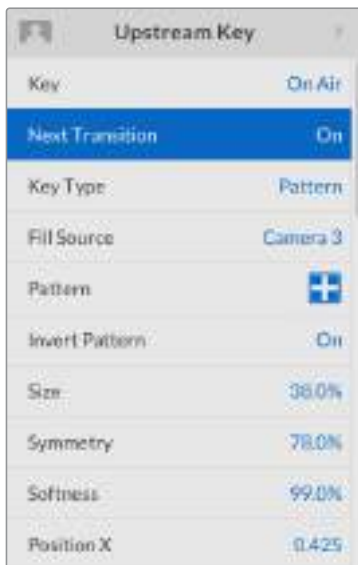 Upstream Key
Key On Air
Next Transition On
Key Type Pattern
Fill Source Camera 3
Pattern
Invert Pattern On
Size 38.0%
Symmetry 78.0%
Softness 99.0%
Position X 0.425